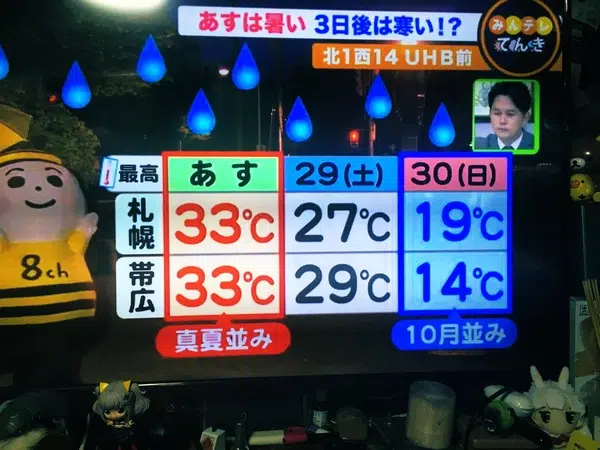 あすは暑い 3日後は寒い!?
みんテレ
てんき
北1西14 UHB前
最高 あす 29(土) 30(日)
札幌 33℃ 27℃ 19℃
帯広 33℃ 29℃ 14℃
真夏並み 10月並み
8ch